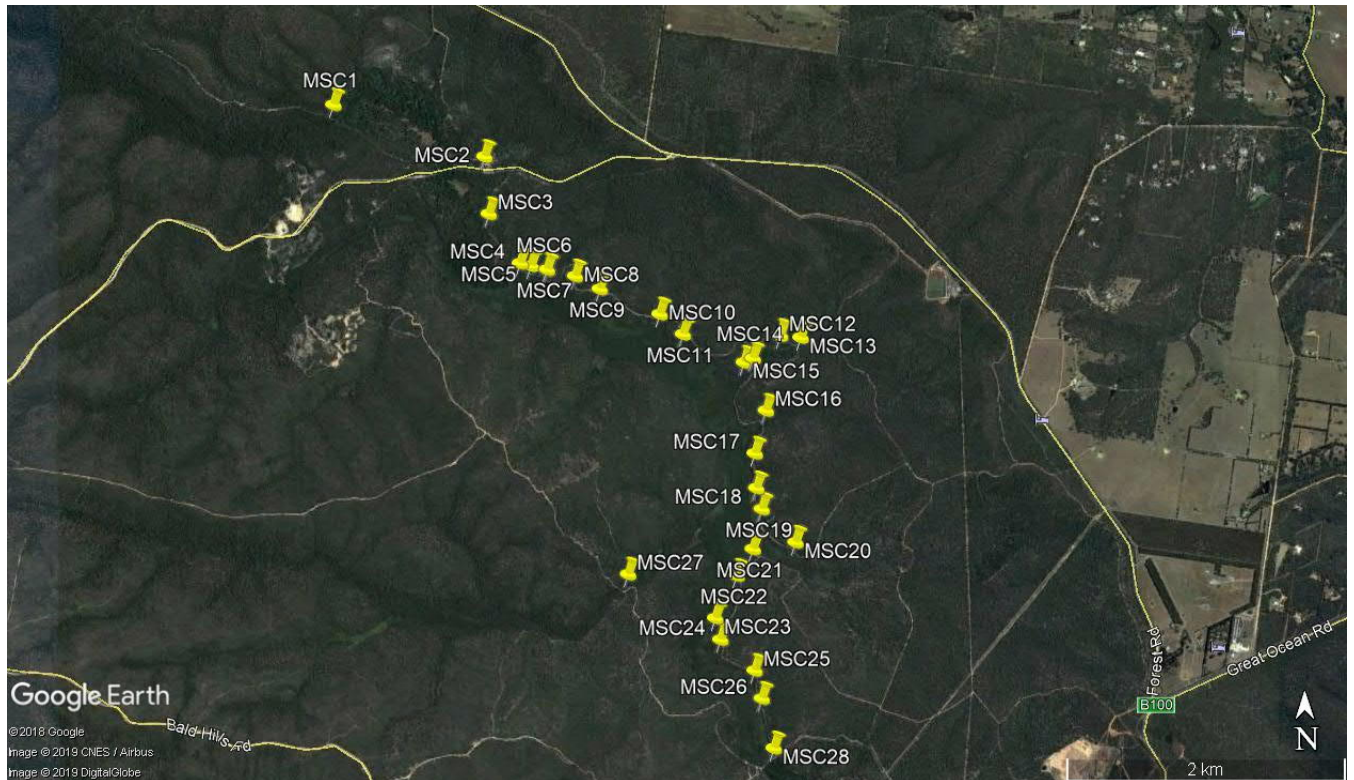 MSC1
MSC2
MSC3
MSC4
MSC6
MSC5
MSC8
MSC7
MSC9
MSC10
MSC12
MSC14
MSC13
MSC11
MSC15
MSC16
MSC17
MSC18
MSC19
MSC20
MSC27
MSC21
MSC22
MSC24
MSC23
MSC25
MSC26
MSC28
Forest Rd
Great Ocean Rd
B100
Google Earth
Bald Hills Rd
N
©2018 Google
Image © 2019 CNES / Airbus
Image © 2019 DigitalGlobe
2 km